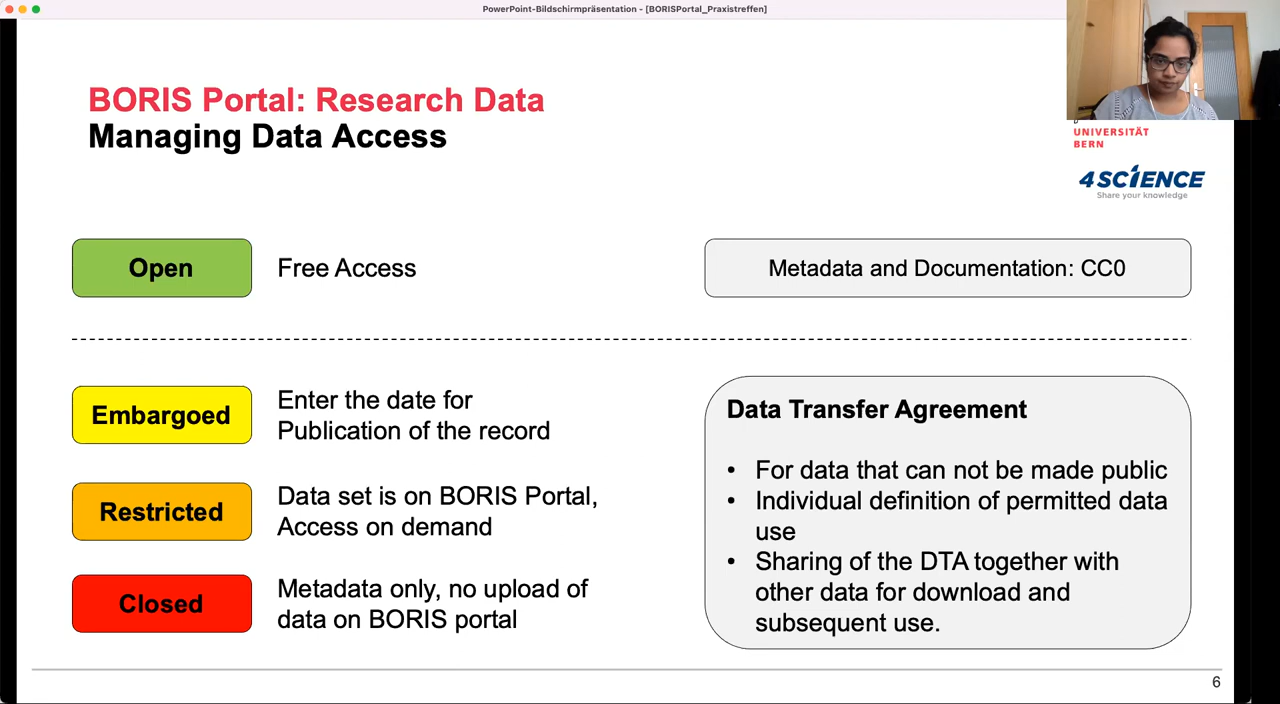 PowerPoint-Bildschirmpräsentation - [BORISPortal_Praxistreffen]
BORIS Portal: Research Data
Managing Data Access
UNIVERSITÄT
BERN
4SCIENCE
Share your knowledge
Open
Free Access
Metadata and Documentation: CC0
Embargoed
Enter the date for
Publication of the record
Restricted
Data set is on BORIS Portal,
Access on demand
Closed
Metadata only, no upload of
data on BORIS portal
Data Transfer Agreement
• For data that can not be made public
• Individual definition of permitted data
use
• Sharing of the DTA together with
other data for download and
subsequent use.
6